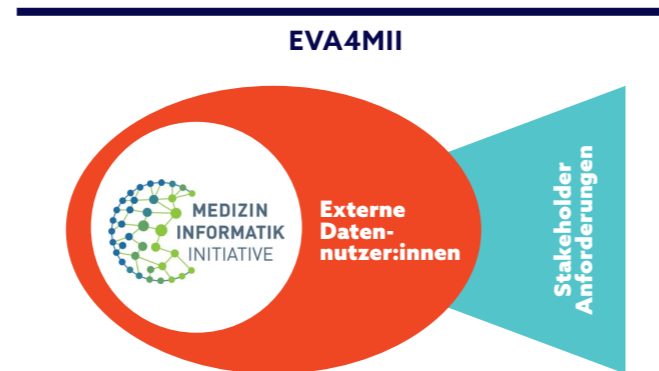 EVA4MII
MEDIZIN
INFORMATIK
INITIATIVE
Externe
Daten-
nutzer:innen
Stakeholder
Anforderungen